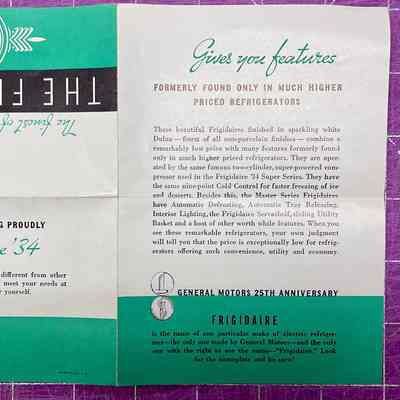 THE F
The finest of
G PROUDLY
e '34
different from other
meet your needs at
r yourself.
Gives you features
FORMERLY FOUND ONLY IN MUCH HIGHER
PRICED REFRIGERATORS
These beautiful Frigidaires finished in sparkling white
Dulux — finest of all non-porcelain finishes — combine a
remarkably low price with many features formerly found
only in much higher priced refrigerators. They are oper-
ated by the same famous two-cylinder, super-powered com-
pressor used in the Frigidaire '34 Super Series. They have
the same nine-point Cold Control for faster freezing of ice
and desserts. Besides this, the Master Series Frigidaires
have Automatic Defrosting, Automatic Tray Releasing,
Interior Lighting, the Frigidaire Servashelf, sliding Utility
Basket and a host of other worth while features. When you
see these remarkable refrigerators, your own judgment
will tell you that the price is exceptionally low for refrig-
erators offering such convenience, utility and economy.
GENERAL MOTORS 25TH ANNIVERSARY
FRIGIDAIRE
is the name of one particular make of electric refriger-
ator—the only one made by General Motors—and the only
one with the right to use the name—"Frigidaire." Look
for the nameplate and be sure!